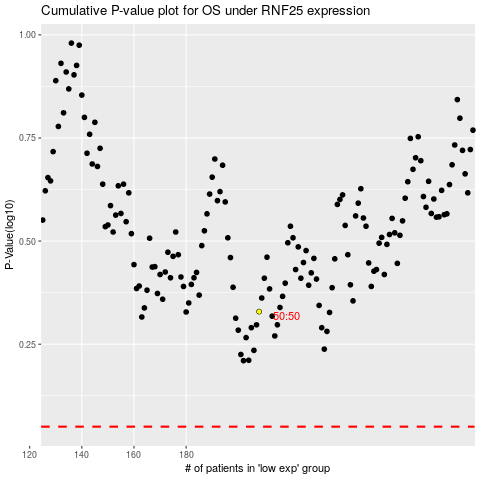 Cumulative P-value plot for OS under RNF25 expression
1.00
0.75
0.50
0.25
P-Value(log10)
50:50
120 140 160 180
# of patients in 'low exp' group